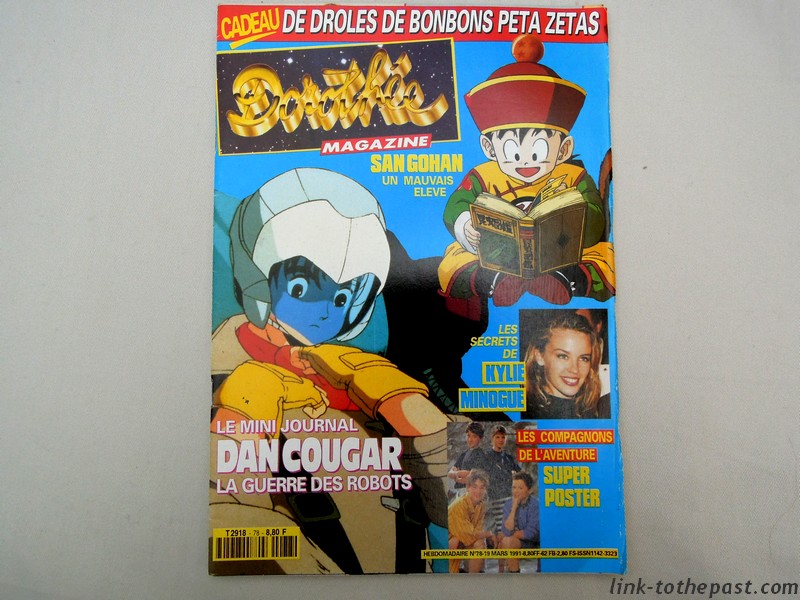 CADEAU DE DROLES DE BONBONS PETA ZETAS
Dorothée
MAGAZINE
SAN GOHAN
UN MAUVAIS
ELEVE
LES
SECRETS
DE
KYLIE
MINOGUE
LE MINI JOURNAL
DAN COUGAR
LA GUERRE DES ROBOTS
LES COMPAGNONS
DE L'AVENTURE
SUPER
POSTER
T 2918 - 78 - 8,80 F
HEBDOMADAIRE N°78-19 MARS 1991-8,80FF-62 FB-2,80 FS-ISSN1142-3323
link-tothepast.com